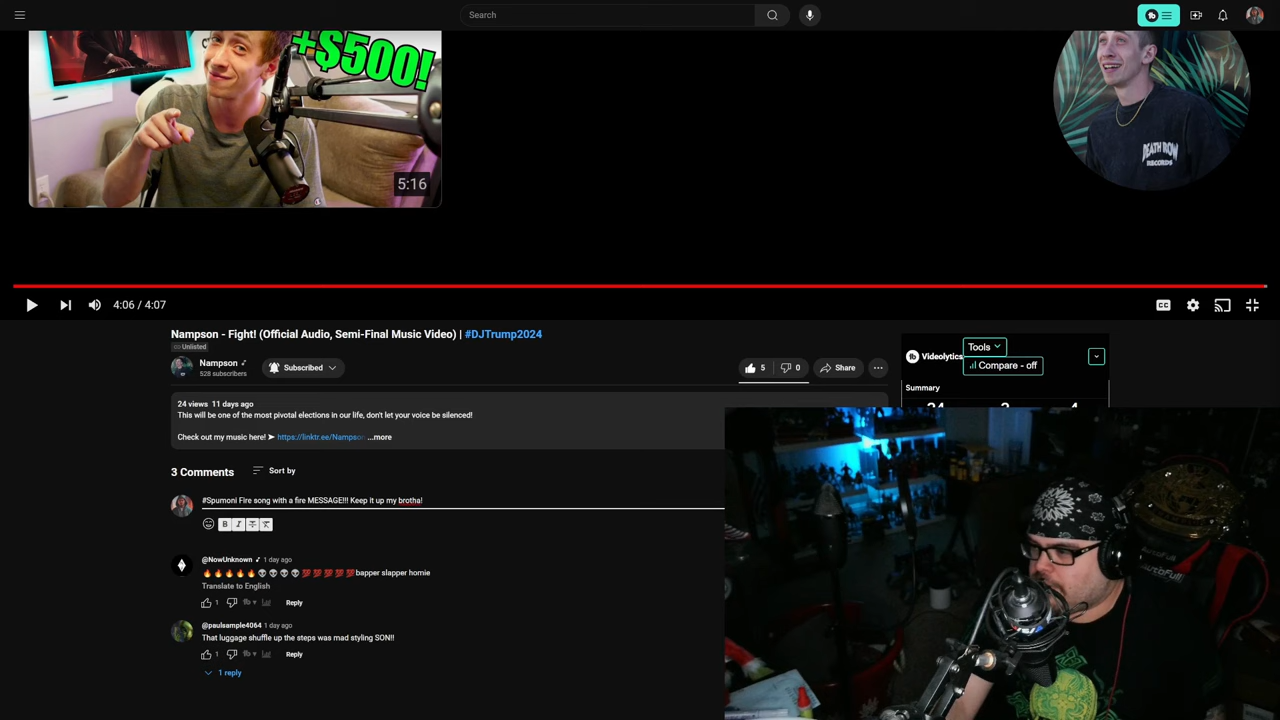 Search
+$500!
5:16
DEATH ROW
RECORDS
4:06 / 4:07
CC
Nampson - Fight! (Official Audio, Semi-Final Music Video) | #DJTrump2024
Unlisted
Nampson
528 subscribers
Subscribed
5
0
Share
Videolytics
Tools
Compare - off
Summary
24 views 11 days ago
This will be one of the most pivotal elections in our life, don't let your voice be silenced!
Check out my music here! ➤ https://linktr.ee/Nampson ...more
3 Comments
Sort by
#Spumoni Fire song with a fire MESSAGE!!! Keep it up my brotha!
B I
@NowUnknown 1 day ago
🔥🔥🔥🔥🔥💀💀💀💀💯💯💯💯💯bapper slapper homie
Translate to English
1
Reply
@paulsample4064 1 day ago
That luggage shuffle up the steps was mad styling SON!!
1
Reply
1 reply
AutoFull